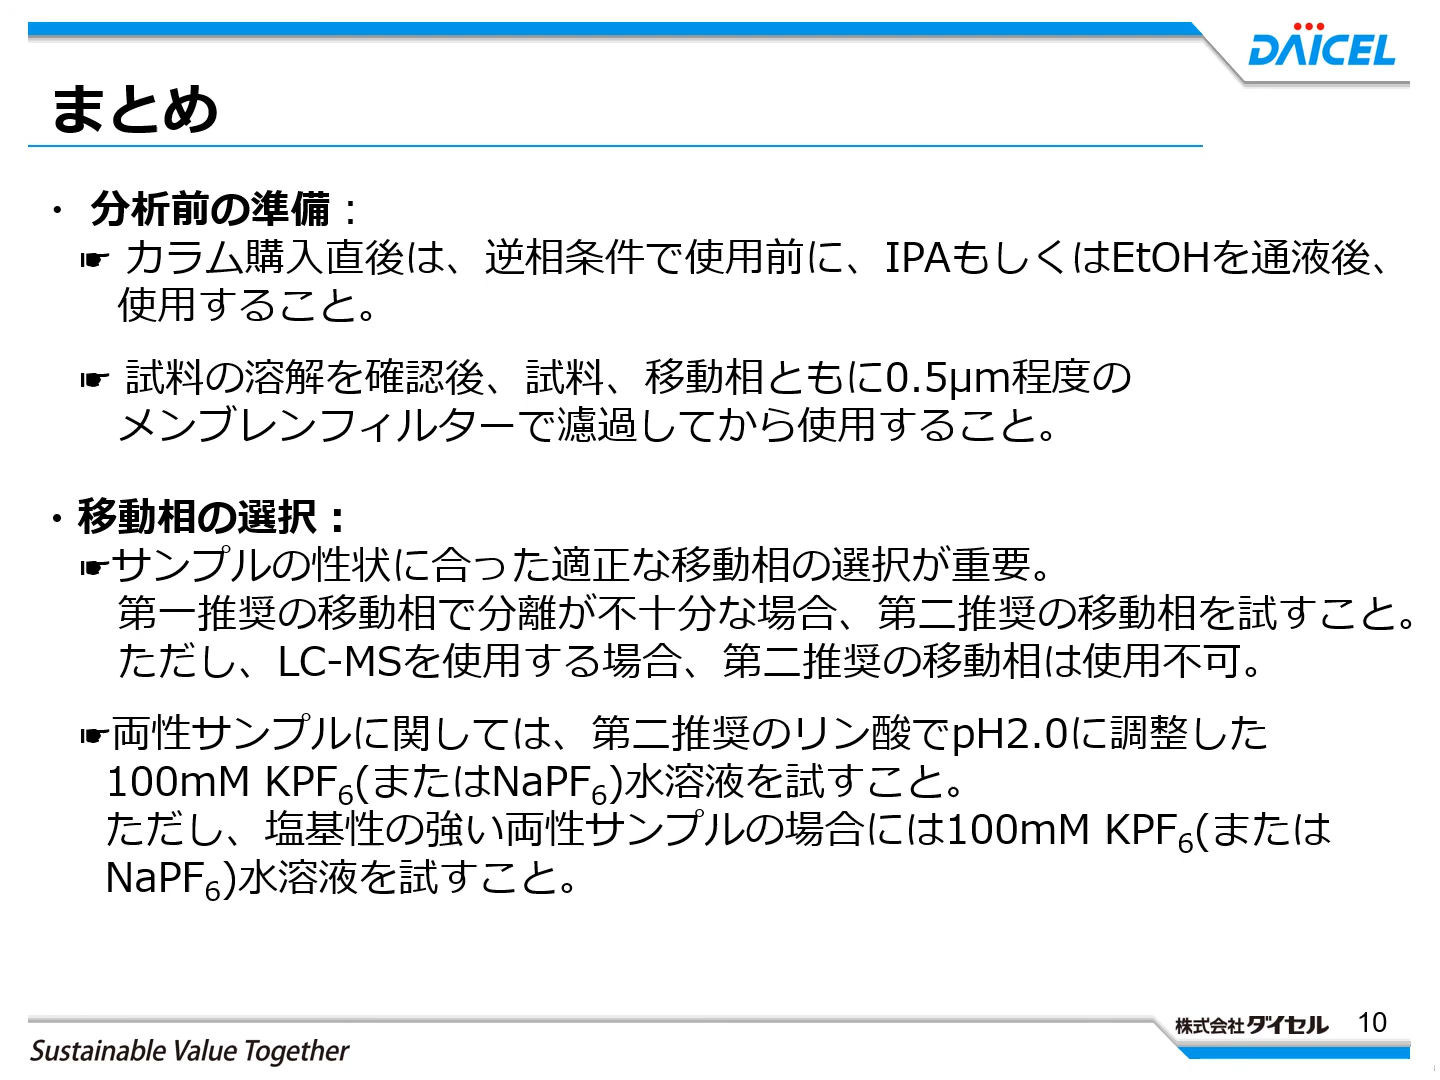 DAICEL
まとめ
・ 分析前の準備：
☛ カラム購入直後は、逆相条件で使用前に、IPAもしくはEtOHを通液後、
使用すること。
☛ 試料の溶解を確認後、試料、移動相ともに0.5μm程度の
メンブレンフィルターで濾過してから使用すること。
・移動相の選択：
☛サンプルの性状に合った適正な移動相の選択が重要。
第一推奨の移動相で分離が不十分な場合、第二推奨の移動相を試すこと。
ただし、LC-MSを使用する場合、第二推奨の移動相は使用不可。
☛両性サンプルに関しては、第二推奨のリン酸でpH2.0に調整した
100mM KPF₆(またはNaPF₆)水溶液を試すこと。
ただし、塩基性の強い両性サンプルの場合には100mM KPF₆(または
NaPF₆)水溶液を試すこと。
株式会社ダイセル 10
Sustainable Value Together